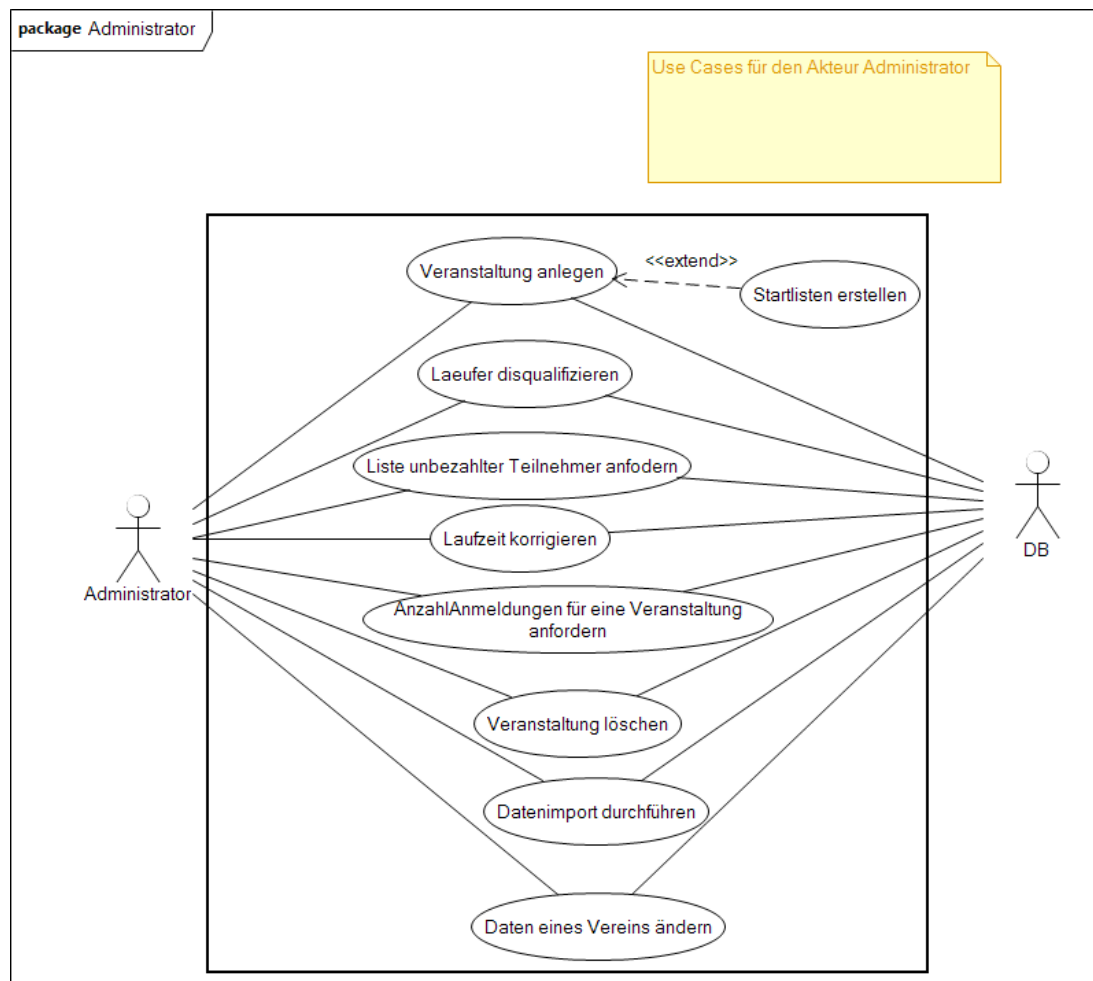 package Administrator
Use Cases für den Akteur Administrator
Veranstaltung anlegen
<<extend>>
Startlisten erstellen
Laeufer disqualifizieren
Liste unbezahlter Teilnehmer anfodern
Laufzeit korrigieren
Administrator
DB
AnzahlAnmeldungen für eine Veranstaltung
anfordern
Veranstaltung löschen
Datenimport durchführen
Daten eines Vereins ändern